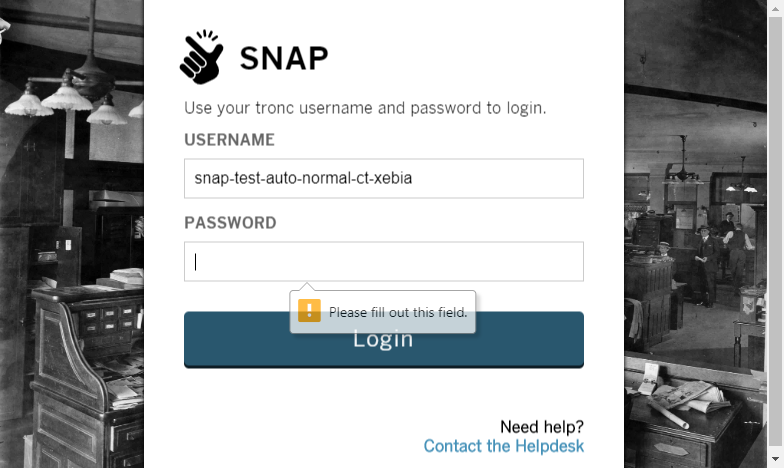 SNAP
Use your tronc username and password to login.
USERNAME
snap-test-auto-normal-ct-xebia
PASSWORD
! Please fill out this field.
Login
Need help?
Contact the Helpdesk